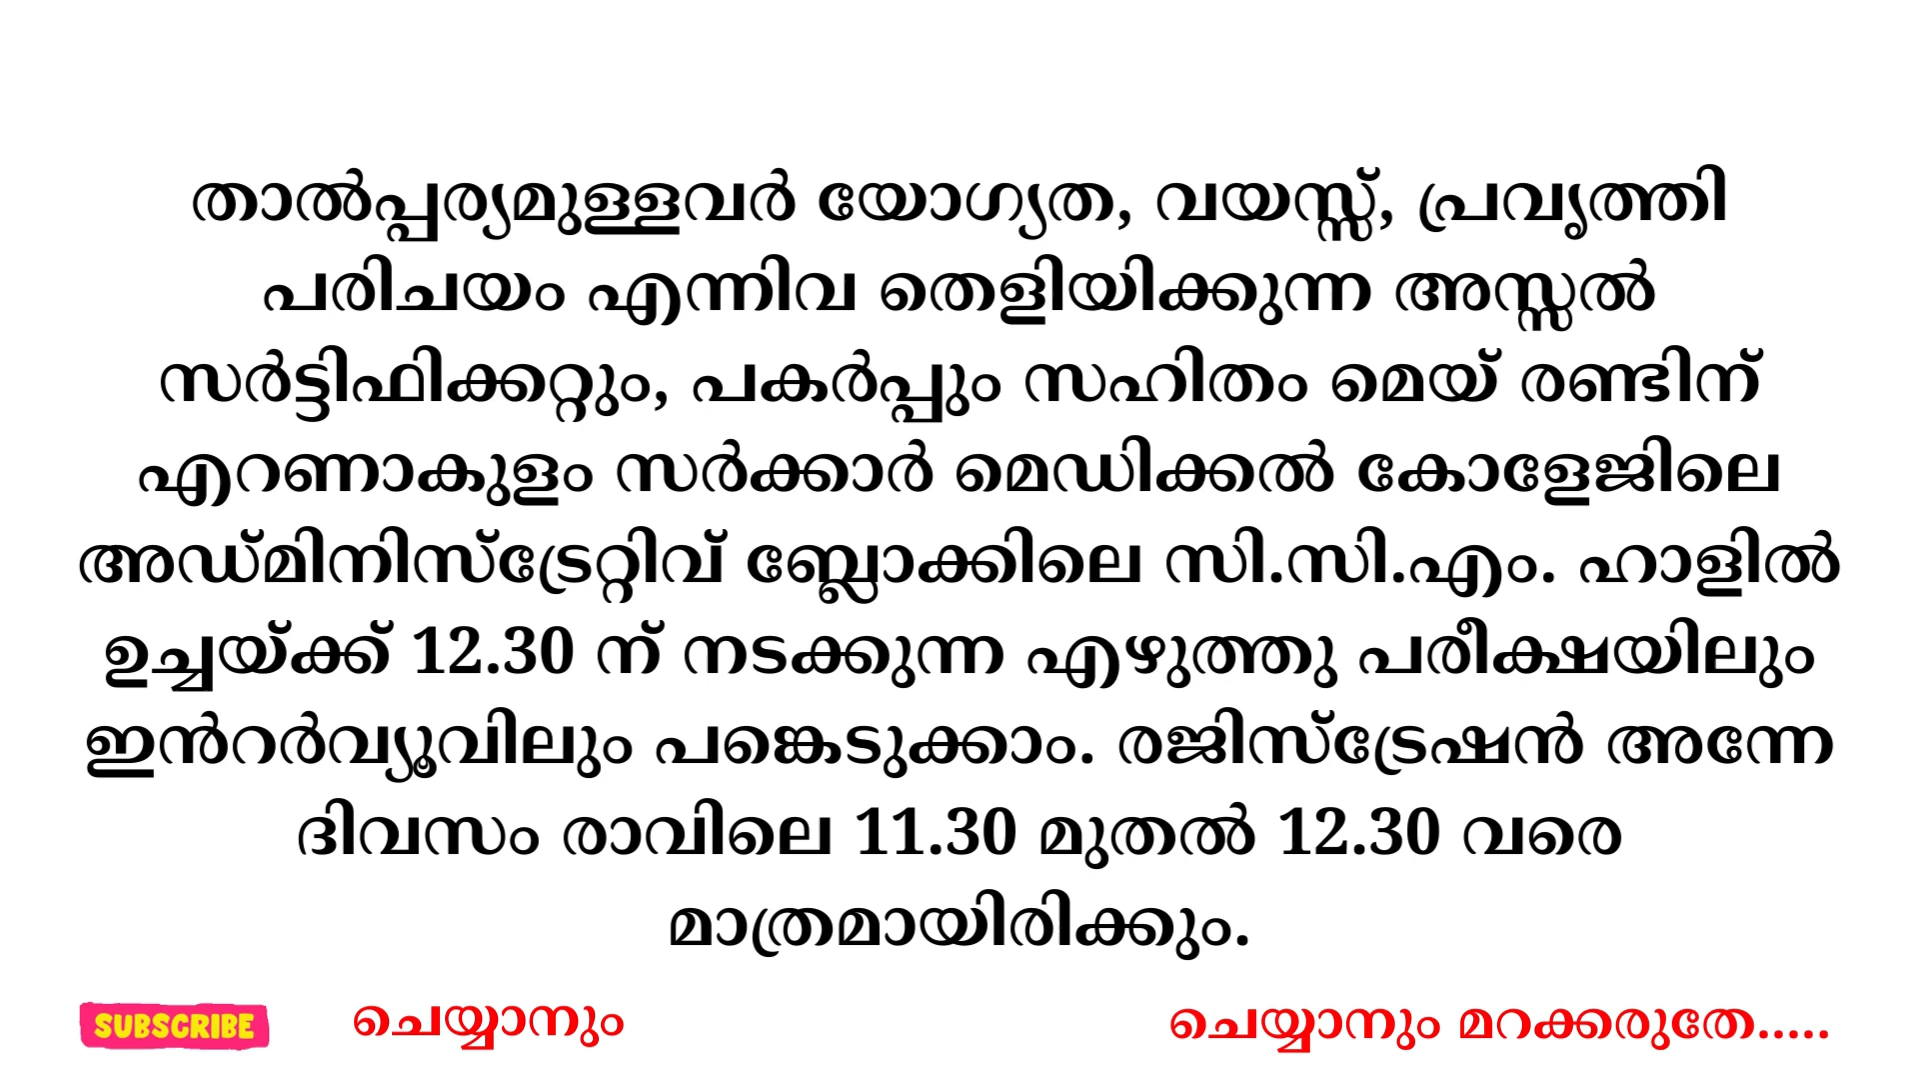 താൽപ്പര്യമുള്ളവർ യോഗ്യത, വയസ്സ്, പ്രവൃത്തി
പരിചയം എന്നിവ തെളിയിക്കുന്ന അസ്സൽ
സർട്ടിഫിക്കറ്റും, പകർപ്പും സഹിതം മെയ് രണ്ടിന്
എറണാകുളം സർക്കാർ മെഡിക്കൽ കോളേജിലെ
അഡ്മിനിസ്ട്രേറ്റിവ് ബ്ലോക്കിലെ സി.സി.എം. ഹാളിൽ
ഉച്ചയ്ക്ക് 12.30 ന് നടക്കുന്ന എഴുത്തു പരീക്ഷയിലും
ഇൻറർവ്യൂവിലും പങ്കെടുക്കാം. രജിസ്ട്രേഷൻ അന്നേ
ദിവസം രാവിലെ 11.30 മുതൽ 12.30 വരെ
മാത്രമായിരിക്കും.
SUBSCRIBE ചെയ്യാനും ചെയ്യാനും മറക്കരുതേ.....